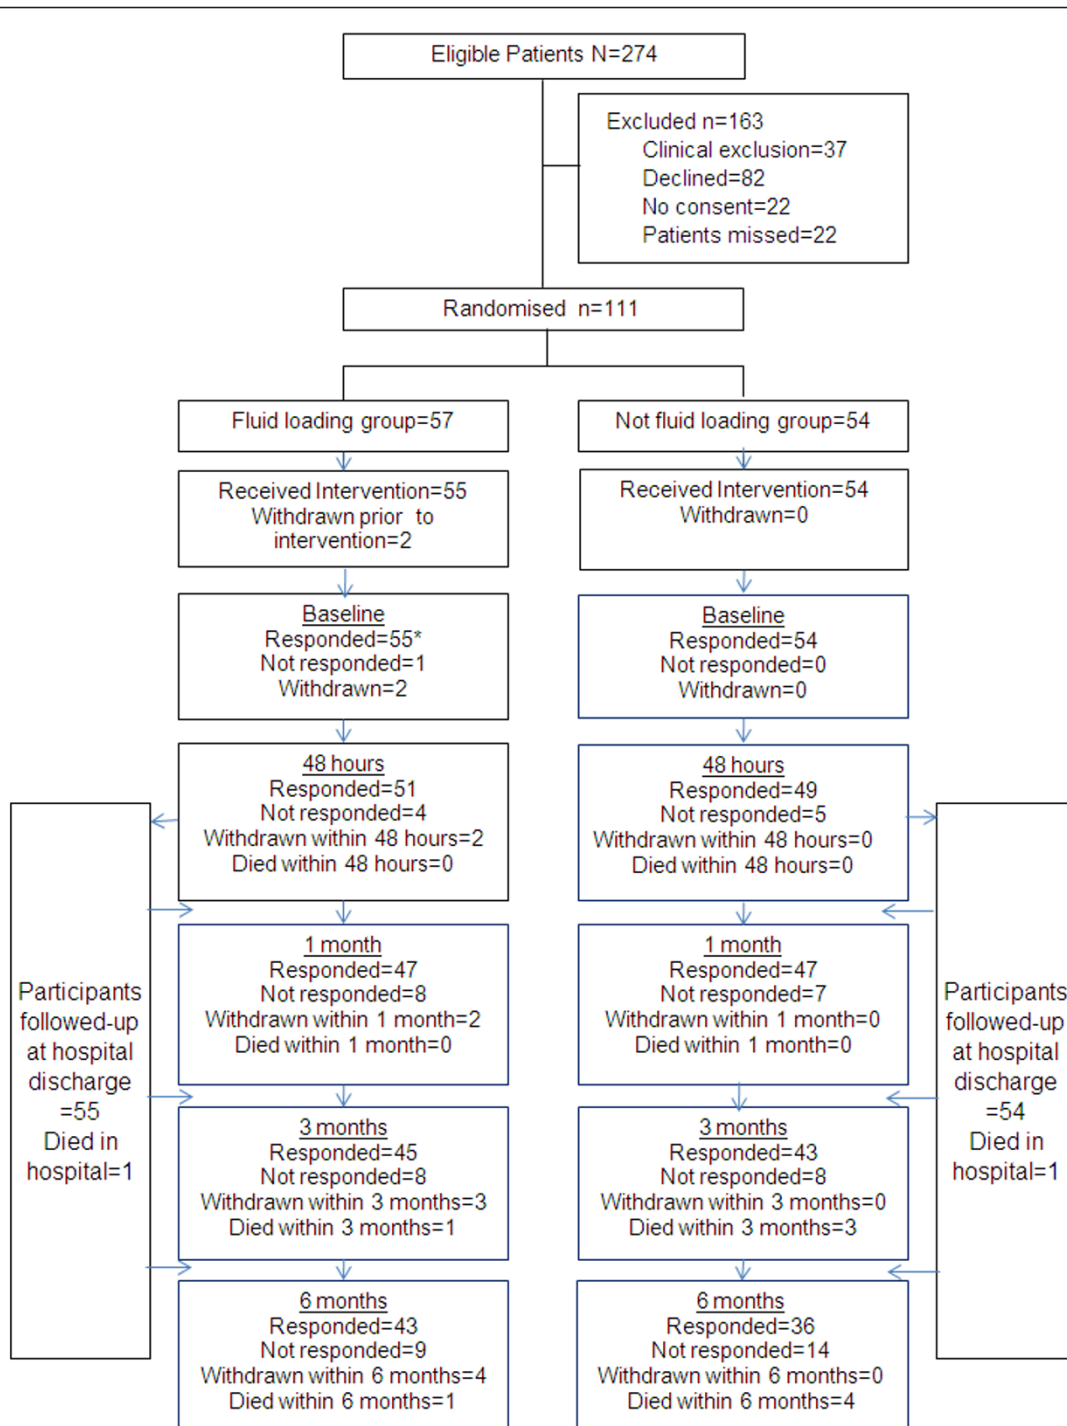 Eligible Patients N=274
Excluded n=163
Clinical exclusion=37
Declined=82
No consent=22
Patients missed=22
Randomised n=111
Fluid loading group=57
Not fluid loading group=54
Received Intervention=55
Withdrawn prior to
intervention=2
Received Intervention=54
Withdrawn=0
Baseline
Responded=55*
Not responded=1
Withdrawn=2
Baseline
Responded=54
Not responded=0
Withdrawn=0
48 hours
Responded=51
Not responded=4
Withdrawn within 48 hours=2
Died within 48 hours=0
48 hours
Responded=49
Not responded=5
Withdrawn within 48 hours=0
Died within 48 hours=0
Participants
followed-up
at hospital
discharge
=55
Died in
hospital=1
1 month
Responded=47
Not responded=8
Withdrawn within 1 month=2
Died within 1 month=0
1 month
Responded=47
Not responded=7
Withdrawn within 1 month=0
Died within 1 month=0
Participants
followed-up
at hospital
discharge
=54
Died in
hospital=1
3 months
Responded=45
Not responded=8
Withdrawn within 3 months=3
Died within 3 months=1
3 months
Responded=43
Not responded=8
Withdrawn within 3 months=0
Died within 3 months=3
6 months
Responded=43
Not responded=9
Withdrawn within 6 months=4
Died within 6 months=1
6 months
Responded=36
Not responded=14
Withdrawn within 6 months=0
Died within 6 months=4